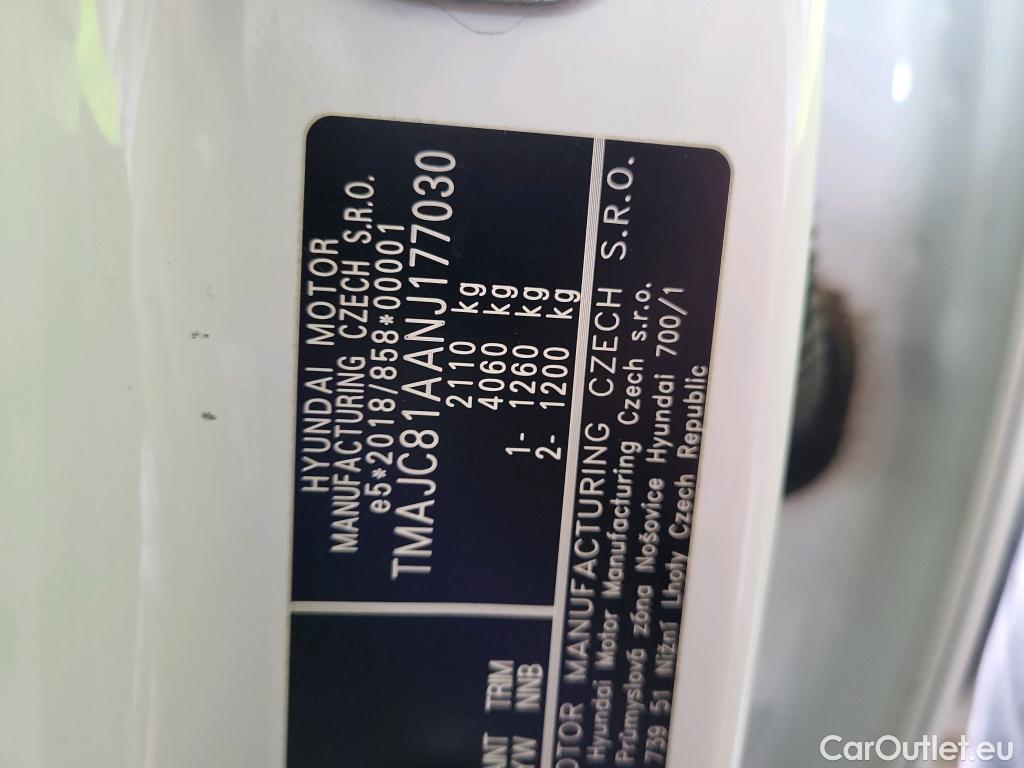 HYUNDAI MOTOR
MANUFACTURING CZECH S.R.O.
e5*2018/858*00001
TMAJC81AANJ177030
2110 kg
4060 kg
1- 1260 kg
2- 1200 kg
TRIM
YW NNB
MANUFACTURING CZECH S.R.O.
Hyundai Motor Manufacturing Czech s.r.o.
Průmyslová zóna Nošovice Hyundai 700/1
739 51 Nižní Lhoty Czech Republic
CarOutlet.eu